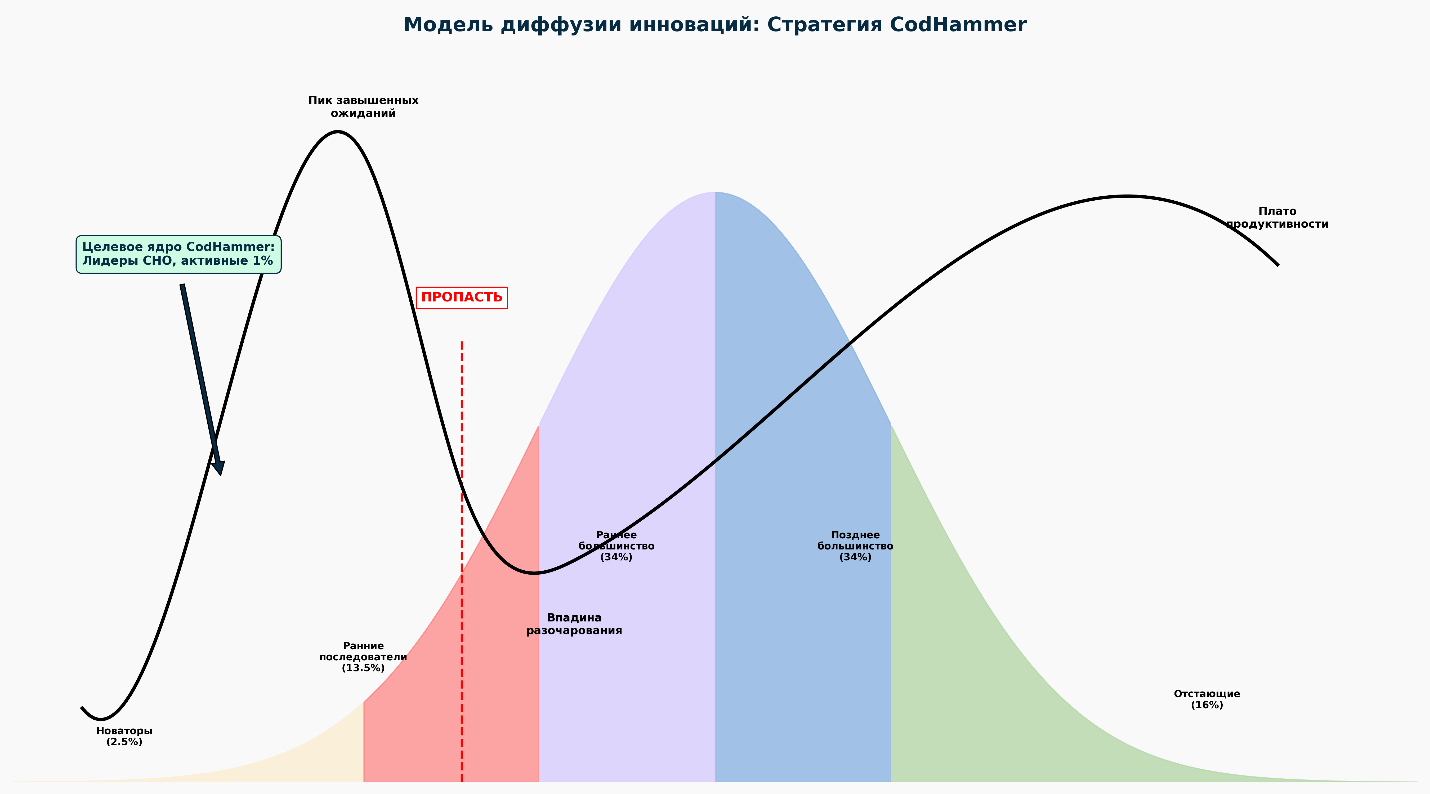 Модель диффузии инноваций: Стратегия CodHammer
Пик завышенных
ожиданий
Целевое ядро CodHammer:
Лидеры СНО, активные 1%
ПРОПАСТЬ
Плато
продуктивности
Раннее
большинство
(34%)
Позднее
большинство
(34%)
Впадина
разочарования
Ранние
последователи
(13.5%)
Отстающие
(16%)
Новаторы
(2.5%)